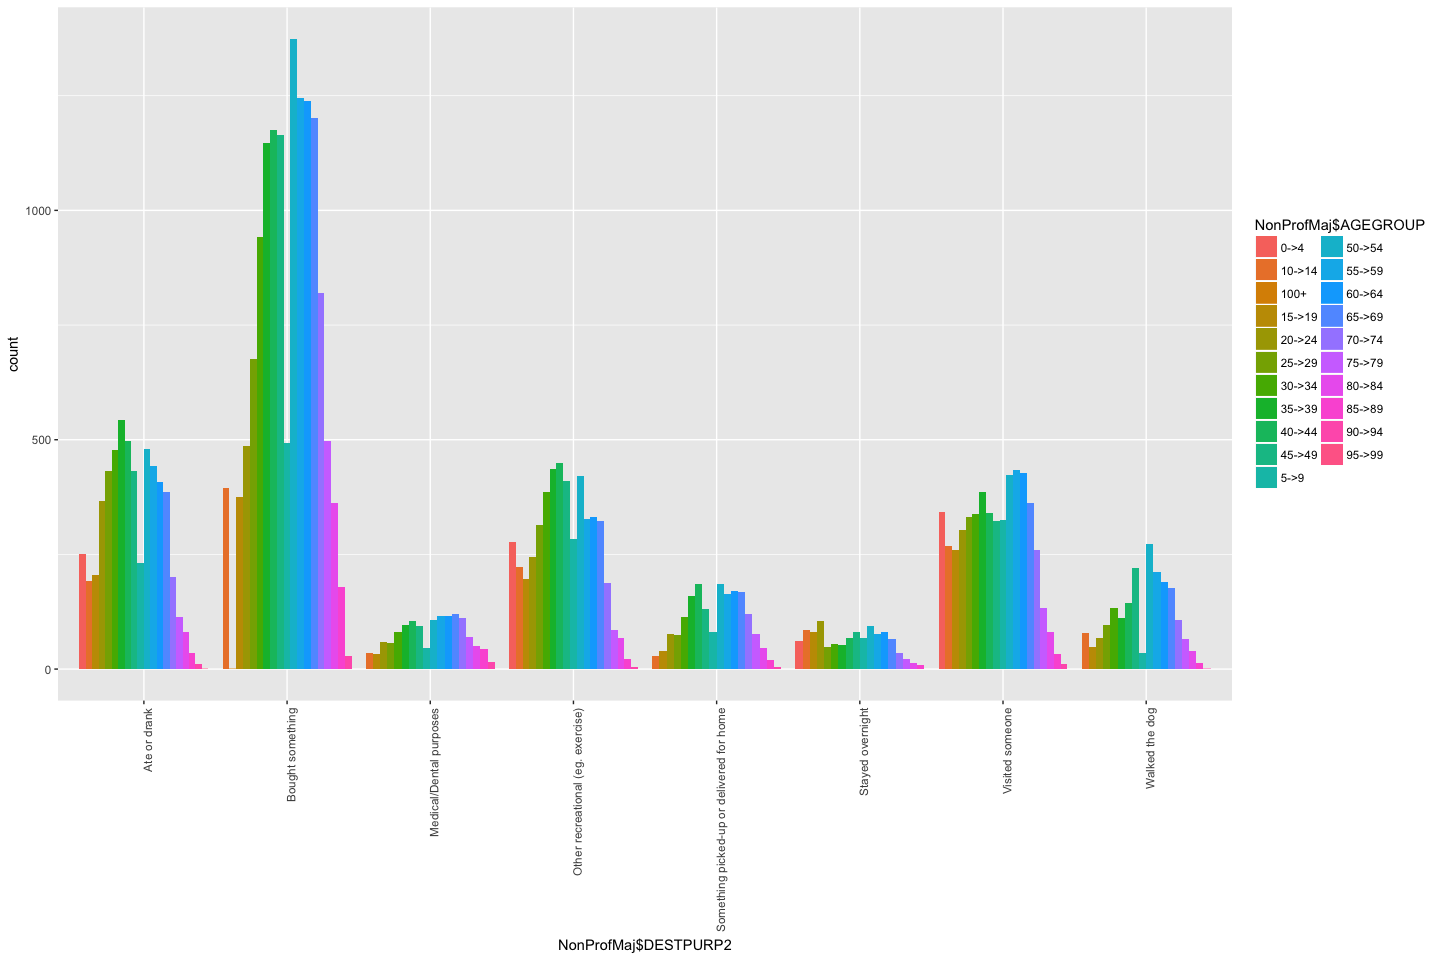 count
1000
500
0
Ate or drank
Bought something
Medical/Dental purposes
Other recreational (eg. exercise)
Something picked-up or delivered for home
Stayed overnight
Visited someone
Walked the dog
NonProfMaj$DESTPURP2
NonProfMaj$AGEGROUP
0->4
10->14
100+
15->19
20->24
25->29
30->34
35->39
40->44
45->49
5->9
50->54
55->59
60->64
65->69
70->74
75->79
80->84
85->89
90->94
95->99